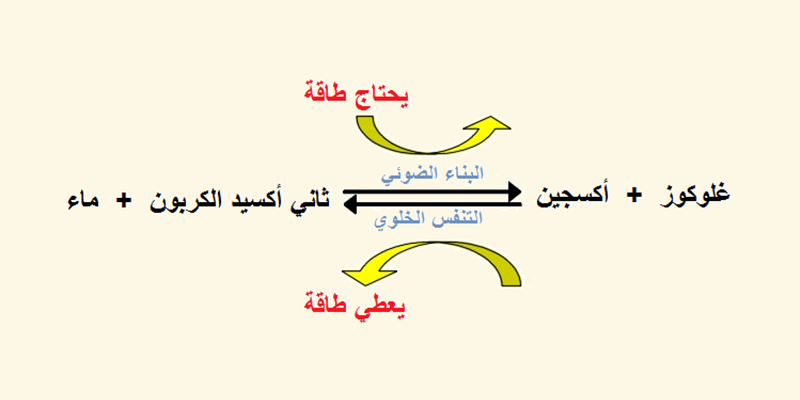 يحتاج طاقة
البناء الضوئي
غلوكوز + أكسجين
ثاني أكسيد الكربون + ماء
التنفس الخلوي
يعطي طاقة